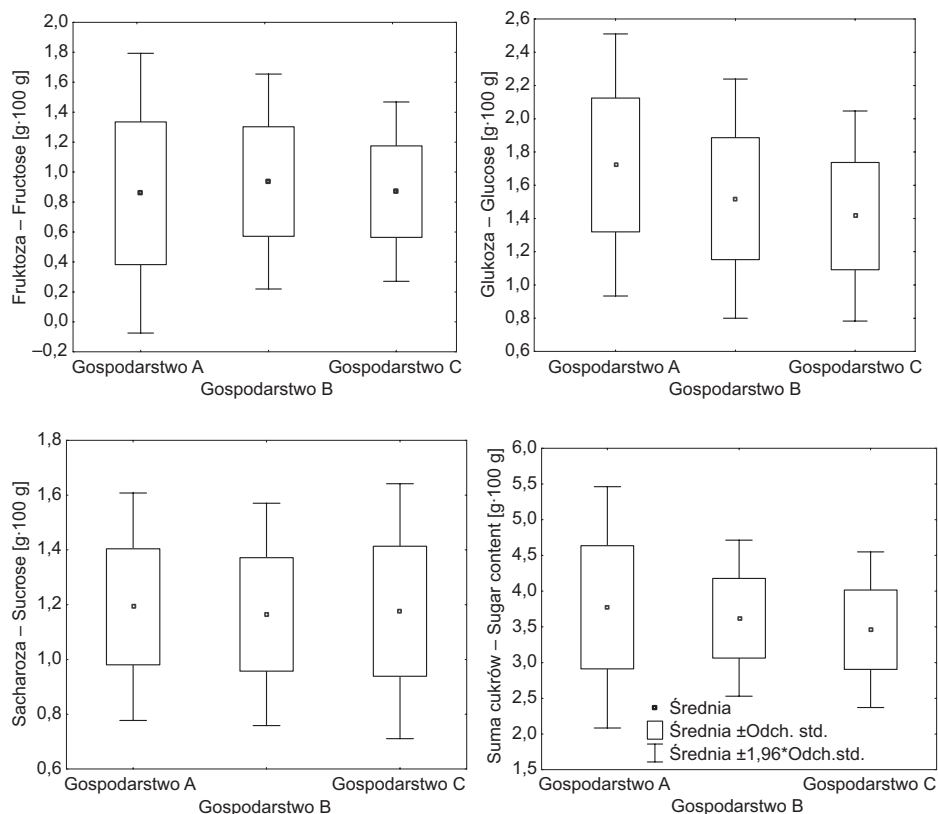 Fruktoza – Fructose [g·100 g]
2,0
1,8
1,6
1,4
1,2
1,0
0,8
0,6
0,4
0,2
0,0
–0,2
Gospodarstwo A
Gospodarstwo B
Gospodarstwo C
Glukoza – Glucose [g·100 g]
2,6
2,4
2,2
2,0
1,8
1,6
1,4
1,2
1,0
0,8
0,6
Gospodarstwo A
Gospodarstwo B
Gospodarstwo C
Sacharoza – Sucrose [g·100 g]
1,8
1,6
1,4
1,2
1,0
0,8
0,6
Gospodarstwo A
Gospodarstwo B
Gospodarstwo C
Suma cukrów – Sugar content [g·100 g]
6,0
5,5
5,0
4,5
4,0
3,5
3,0
2,5
2,0
1,5
Średnia
Średnia ±Odch. std.
Średnia ±1,96*Odch.std.
Gospodarstwo A
Gospodarstwo B
Gospodarstwo C